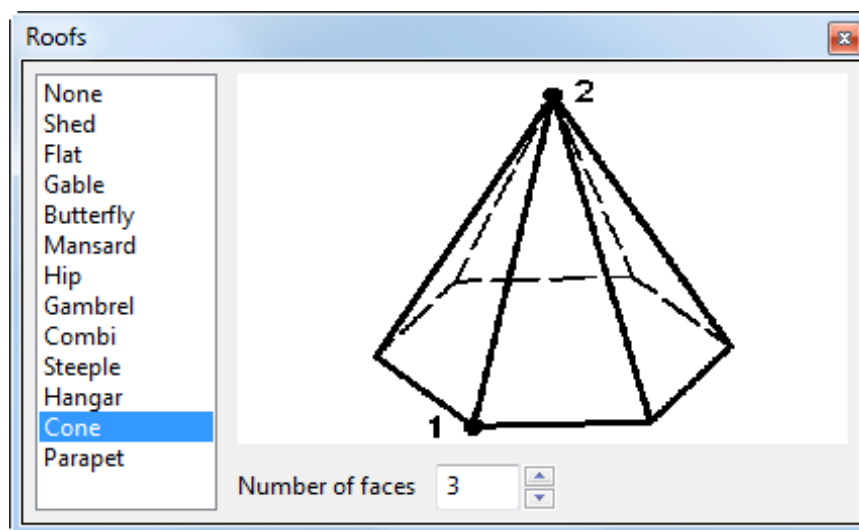 Roofs
None
Shed
Flat
Gable
Butterfly
Mansard
Hip
Gambrel
Combi
Steeple
Hangar
Cone
Parapet
2
1
Number of faces 3